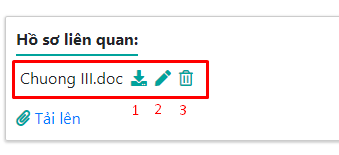 Hồ sơ liên quan:
Chuong III.doc
1 2 3
Tải lên